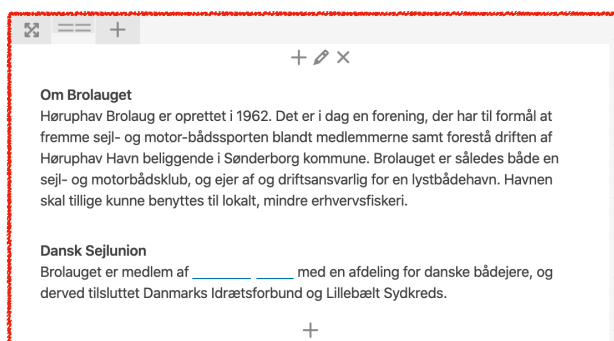 Om Brolauget
Høruphav Brolaug er oprettet i 1962. Det er i dag en forening, der har til formål at
fremme sejl- og motor-bådssporten blandt medlemmerne samt forestå driften af
Høruphav Havn beliggende i Sønderborg kommune. Brolauget er således både en
sejl- og motorbådsklub, og ejer af og driftsansvarlig for en lystbådehavn. Havnen
skal tillige kunne benyttes til lokalt, mindre erhvervsfiskeri.
Dansk Sejlunion
Brolauget er medlem af med en afdeling for danske bådejere, og
derved tilsluttet Danmarks Idrætsforbund og Lillebælt Sydkreds.